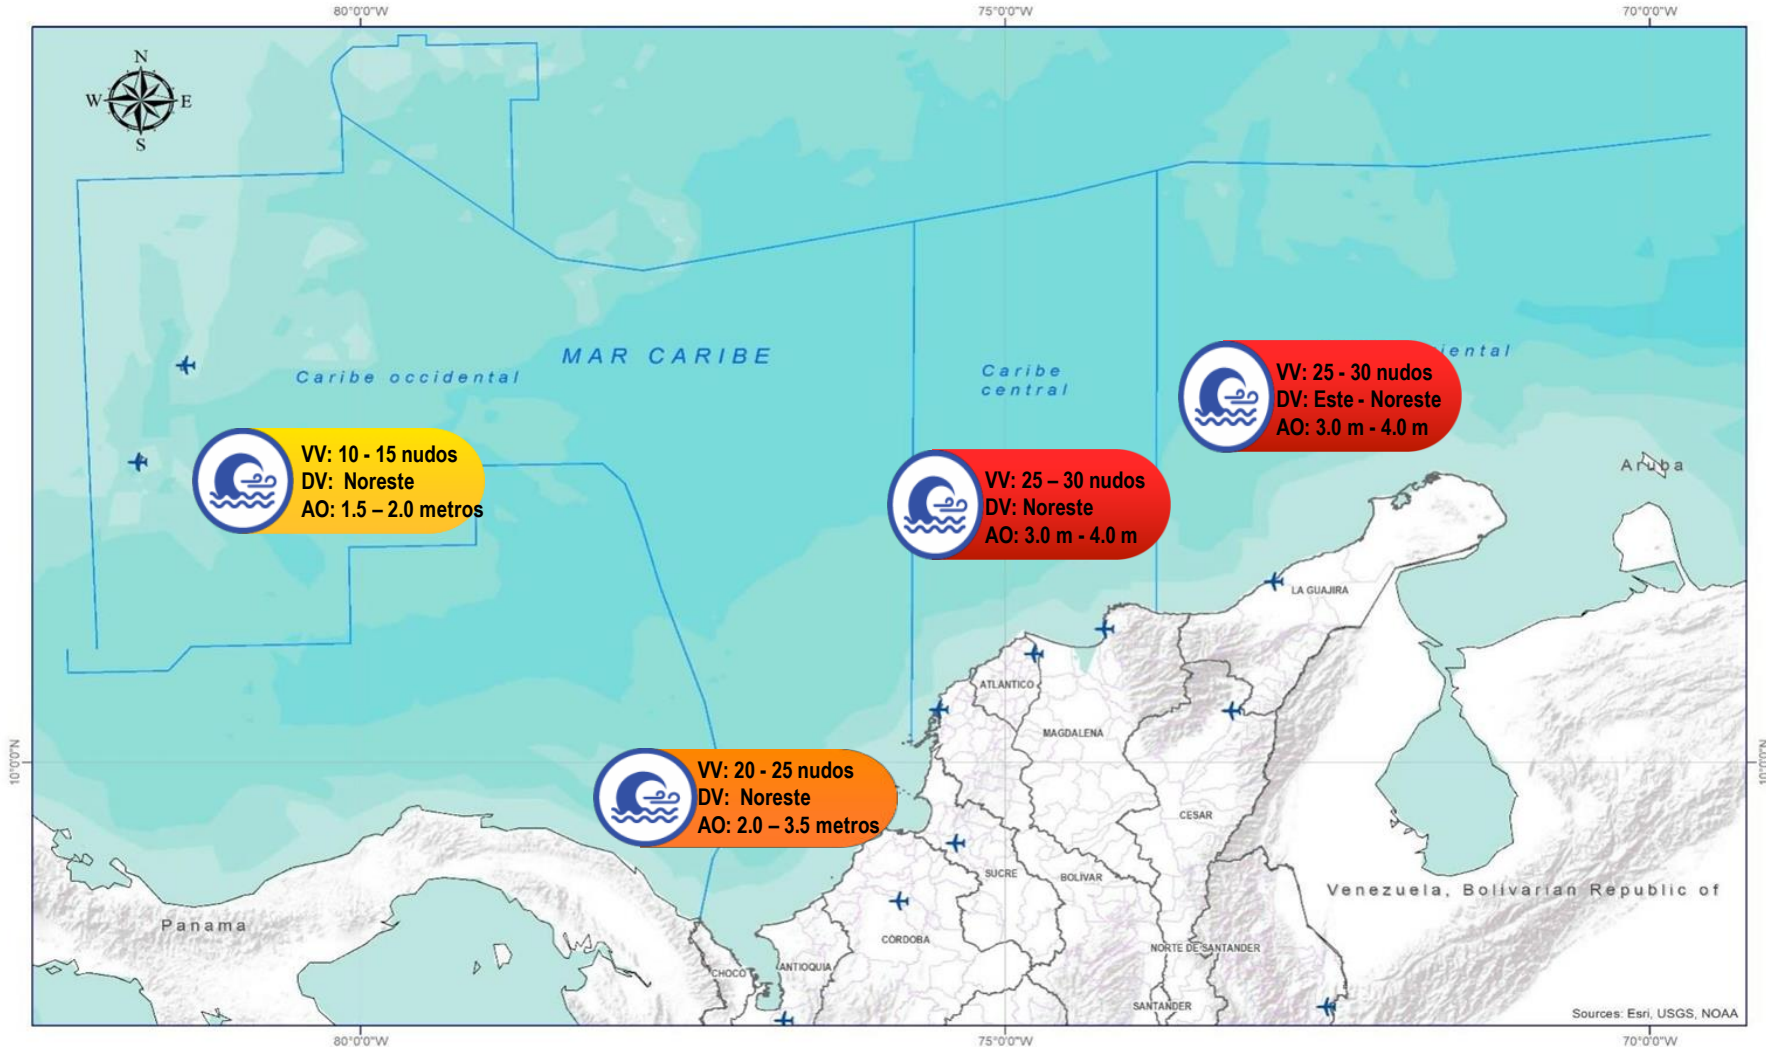 80°0'0"W
75°0'0"W
70°0'0"W
N
W
E
S
MAR CARIBE
Caribe occidental
Caribe
central
iental
VV: 25 - 30 nudos
DV: Este - Noreste
AO: 3.0 m - 4.0 m
VV: 10 - 15 nudos
DV: Noreste
AO: 1.5 – 2.0 metros
VV: 25 – 30 nudos
DV: Noreste
AO: 3.0 m - 4.0 m
Aruba
LA GUAJIRA
ATLANTICO
MAGDALENA
10°0'0"N
10°0'0"N
VV: 20 - 25 nudos
DV: Noreste
AO: 2.0 – 3.5 metros
CESAR
SUCRE
BOLIVAR
Venezuela, Bolivarian Republic of
Panama
CORDOBA
NORTE DE SANTANDER
CHOCO
ANTIOQUIA
SANTANDER
Sources: Esri, USGS, NOAA
80°0'0"W
75°0'0"W
70°0'0"W